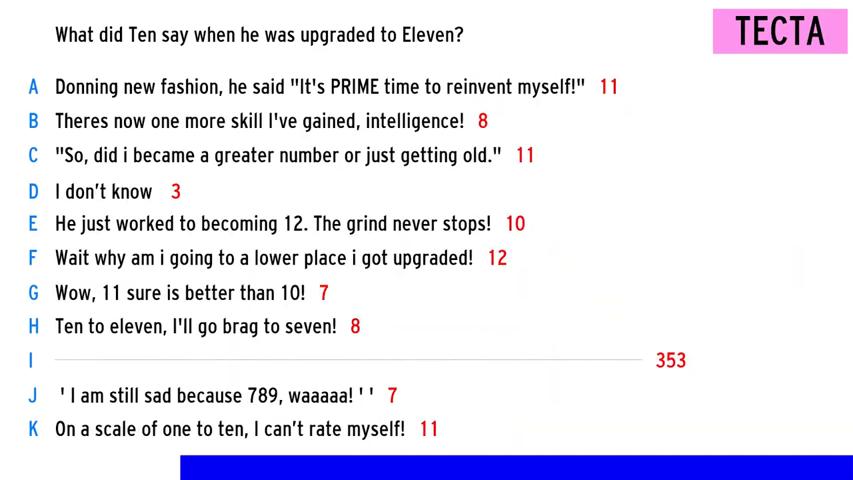 What did Ten say when he was upgraded to Eleven?
TECTA
A Donning new fashion, he said "It's PRIME time to reinvent myself!" 11
B Theres now one more skill I've gained, intelligence! 8
C "So, did i became a greater number or just getting old." 11
D I don't know 3
E He just worked to becoming 12. The grind never stops! 10
F Wait why am i going to a lower place i got upgraded! 12
G Wow, 11 sure is better than 10! 7
H Ten to eleven, I'll go brag to seven! 8
I 353
J ' I am still sad because 789, waaaaa! ' ' 7
K On a scale of one to ten, I can't rate myself! 11